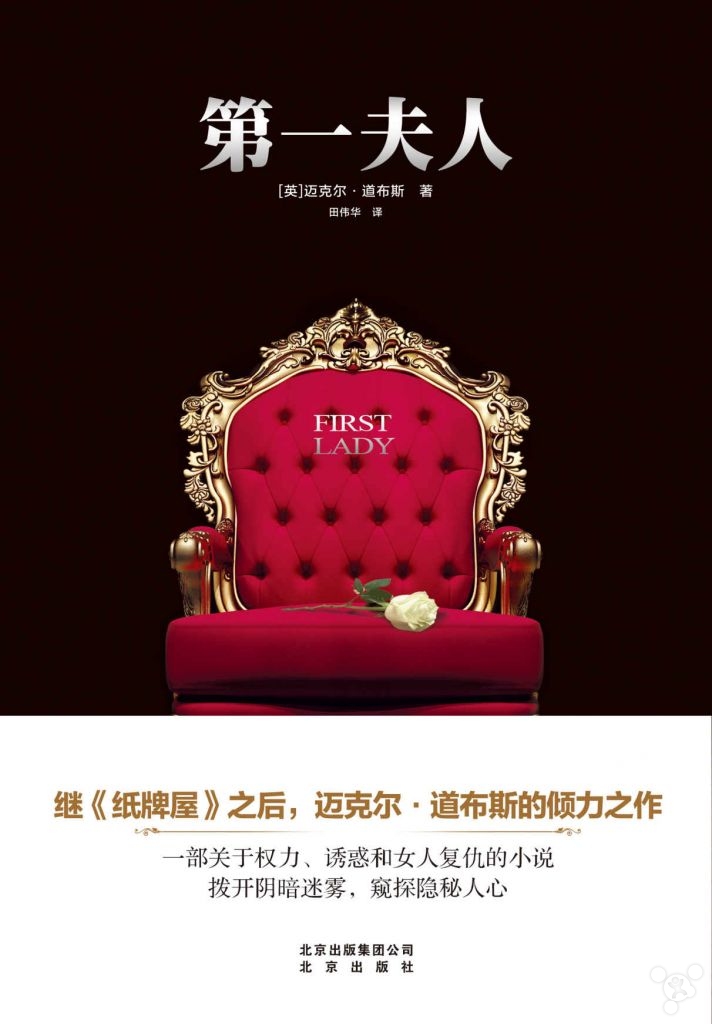 第一夫人
[英]迈克尔·道布斯 著
田伟华 译
FIRST
LADY
继《纸牌屋》之后，迈克尔·道布斯的倾力之作
一部关于权力、诱惑和女人复仇的小说
拨开阴暗迷雾，窥探隐秘人心
北京出版集团公司
北京出版社